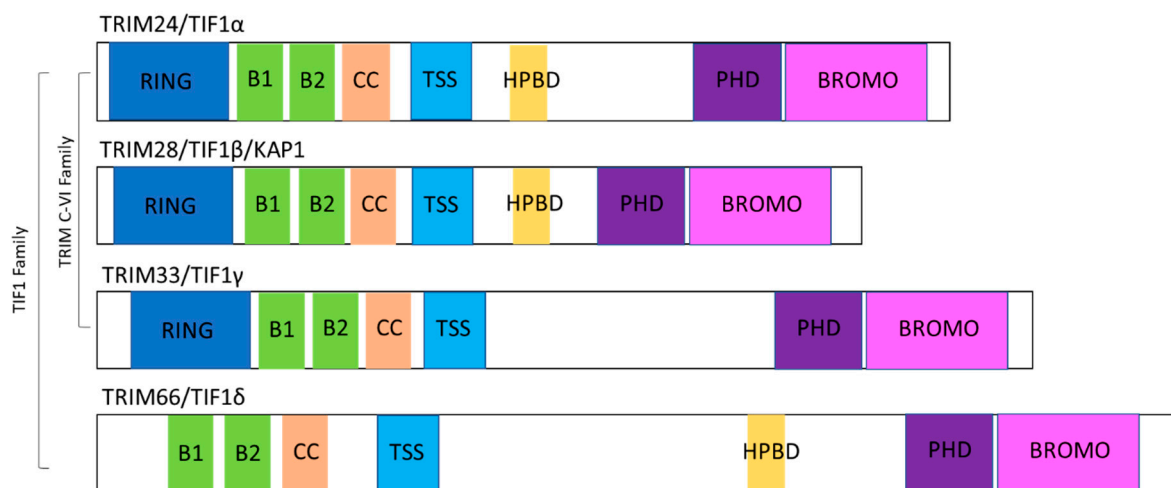 TRIM24/TIF1α
RING B1 B2 CC TSS HPBD PHD BROMO
TRIM28/TIF1β/KAP1
RING B1 B2 CC TSS HPBD PHD BROMO
TRIM33/TIF1γ
RING B1 B2 CC TSS PHD BROMO
TRIM66/TIF1δ
B1 B2 CC TSS HPBD PHD BROMO
TIF1 Family
TRIM C-VI Family